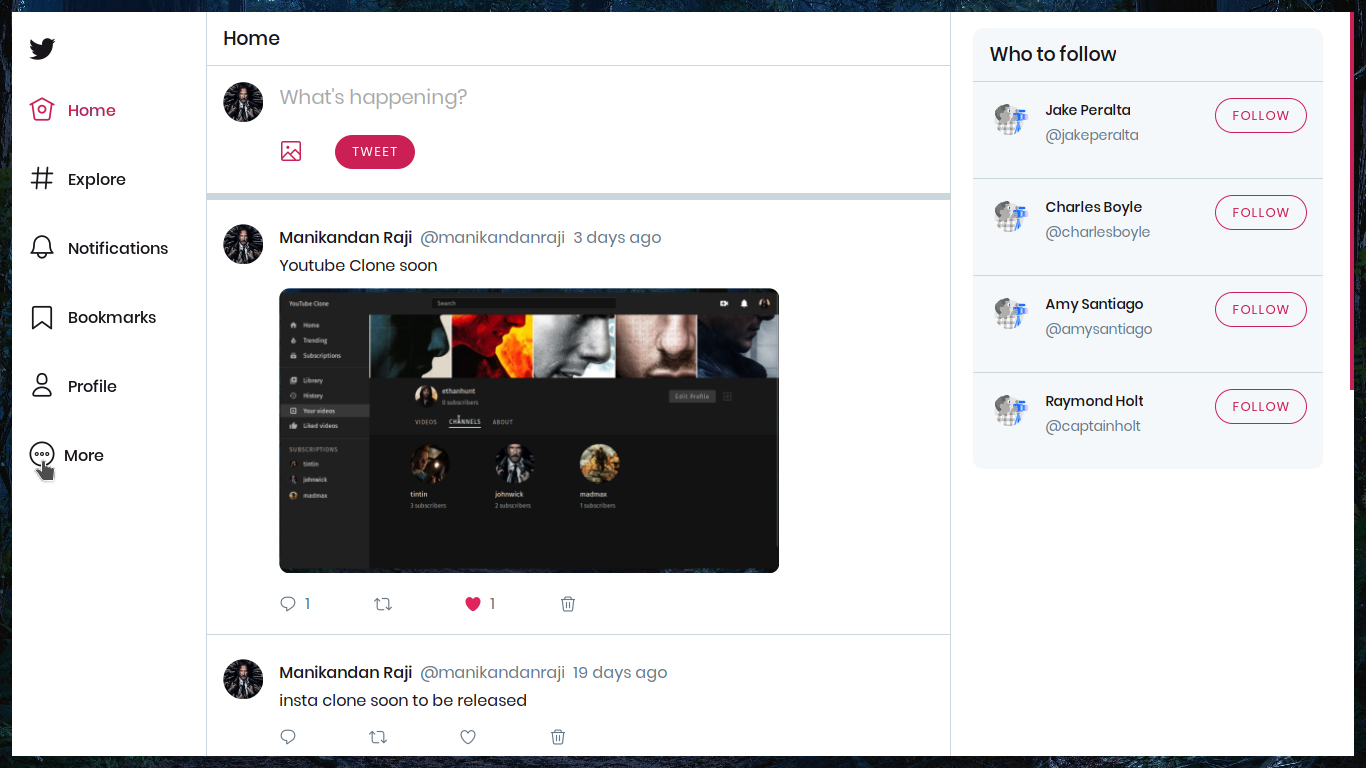 Home
Explore
Notifications
Bookmarks
Profile
More
Home
What's happening?
TWEET
Manikandan Raji @manikandanraji 3 days ago
Youtube Clone soon
YouTube Clone
Search
Home
Trending
Subscriptions
Library
History
Your videos
Liked videos
SUBSCRIPTIONS
tintin
johnwick
madmax
ethanhunt
0 subscribers
Edit Profile
VIDEOS CHANNELS ABOUT
tintin johnwick madmax
3 subscribers 2 subscribers 1 subscribers
1 1
Manikandan Raji @manikandanraji 19 days ago
insta clone soon to be released
Who to follow
Jake Peralta
@jakeperalta
FOLLOW
Charles Boyle
@charlesboyle
FOLLOW
Amy Santiago
@amysantiago
FOLLOW
Raymond Holt
@captainholt
FOLLOW